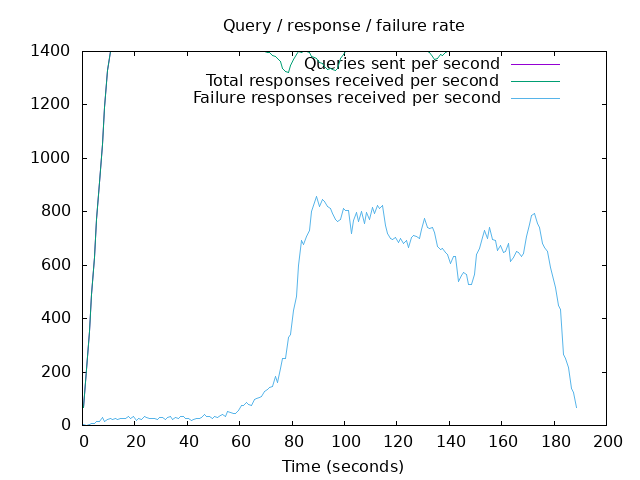 Query / response / failure rate
1400
1200
1000
800
600
400
200
0
Queries sent per second
Total responses received per second
Failure responses received per second
0 20 40 60 80 100 120 140 160 180 200
Time (seconds)